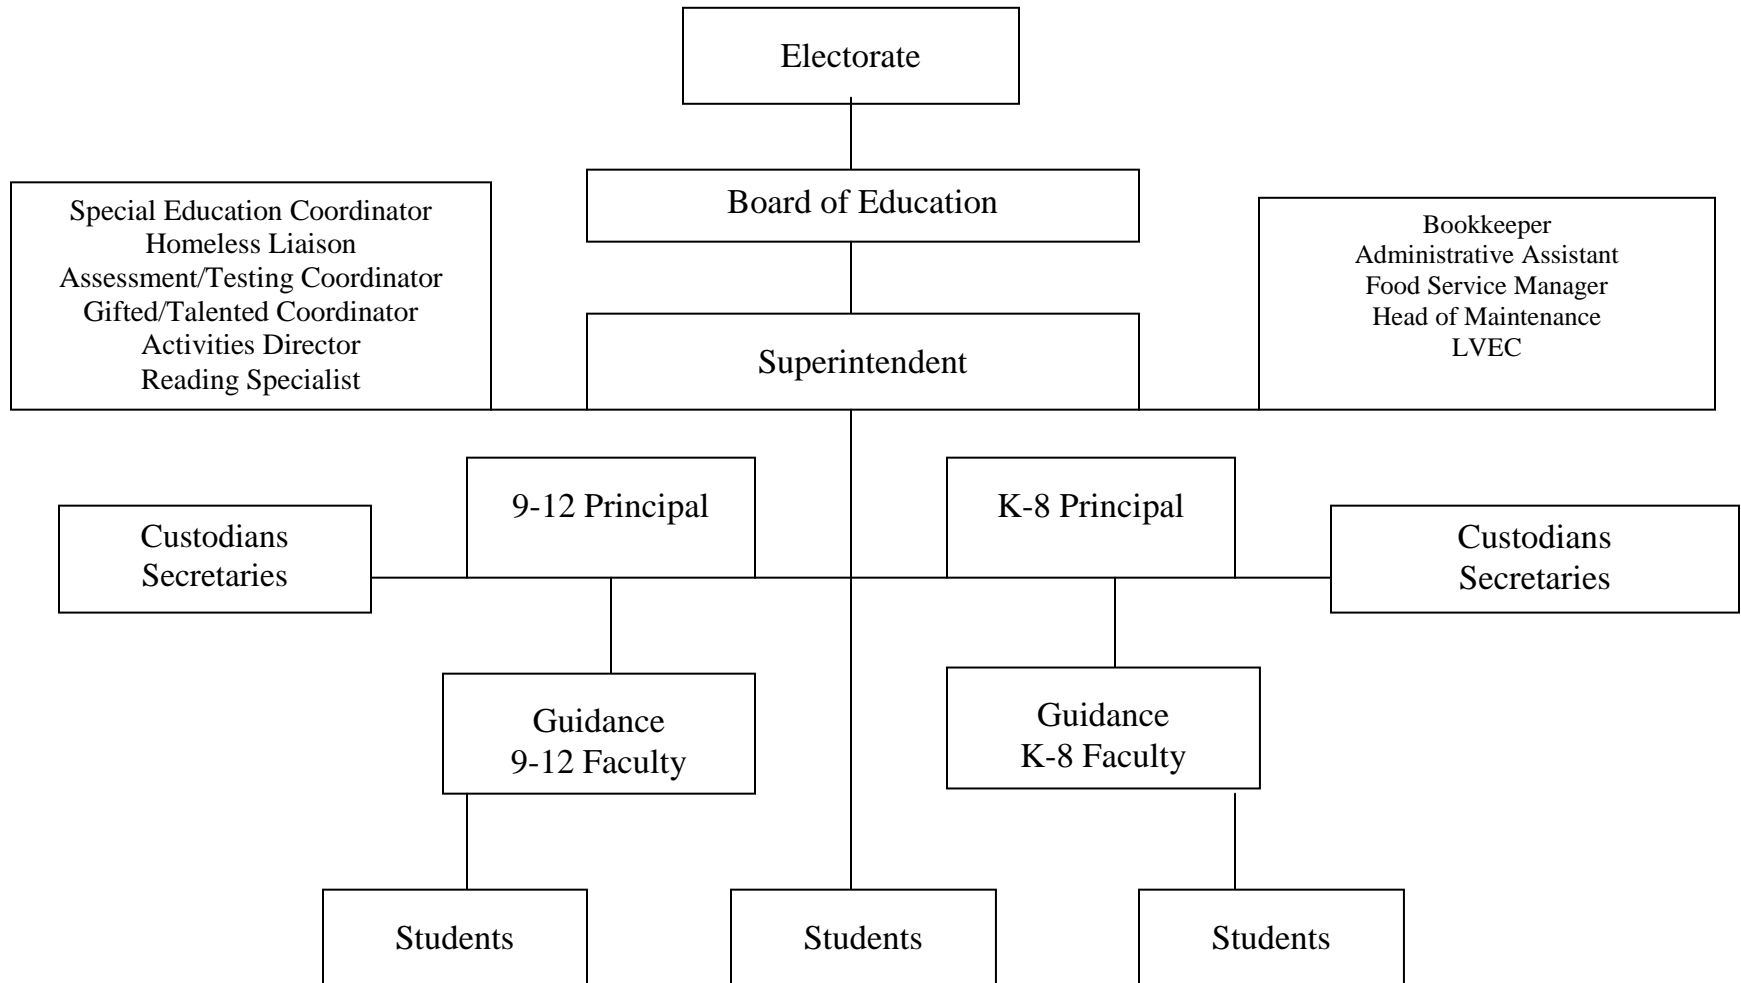 Electorate
Board of Education
Special Education Coordinator
Homeless Liaison
Assessment/Testing Coordinator
Gifted/Talented Coordinator
Activities Director
Reading Specialist
Bookkeeper
Administrative Assistant
Food Service Manager
Head of Maintenance
LVEC
Superintendent
9-12 Principal
K-8 Principal
Custodians
Secretaries
Custodians
Secretaries
Guidance
9-12 Faculty
Guidance
K-8 Faculty
Students
Students
Students